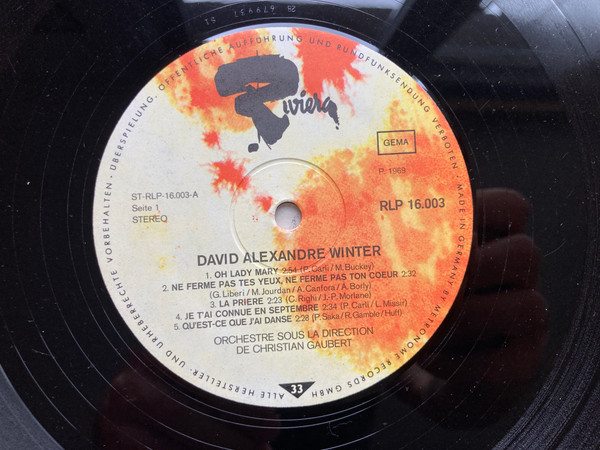 26 67931 S1
ALLE HERSTELLER- UND URHEBERRECHTE VORBEHALTEN · ÜBERSPIELUNG, ÖFFENTLICHE AUFFÜHRUNG UND RUNDFUNKSENDUNG VERBOTEN · MADE IN GERMANY BY METRONOME RECORDS GMBH
Riviera
GEMA
P 1969
ST-RLP-16.003-A
Seite 1
STEREO
RLP 16.003
DAVID ALEXANDRE WINTER
1. OH LADY MARY 2:54 (P. Carli / M. Buckey)
2. NE FERME PAS TES YEUX, NE FERME PAS TON COEUR 2:32
(G. Liberi / M. Jourdan / A. Canfora / A. Borly)
3. LA PRIERE 2:23 (C. Righi / J.-P. Morlane)
4. JE T'AI CONNUE EN SEPTEMBRE 2:34 (P. Carli / L. Missir)
5. QU'EST-CE QUE J'AI DANSE 2:28 (P. Saka / R. Gamble / Huff)
ORCHESTRE SOUS LA DIRECTION
DE CHRISTIAN GAUBERT
33